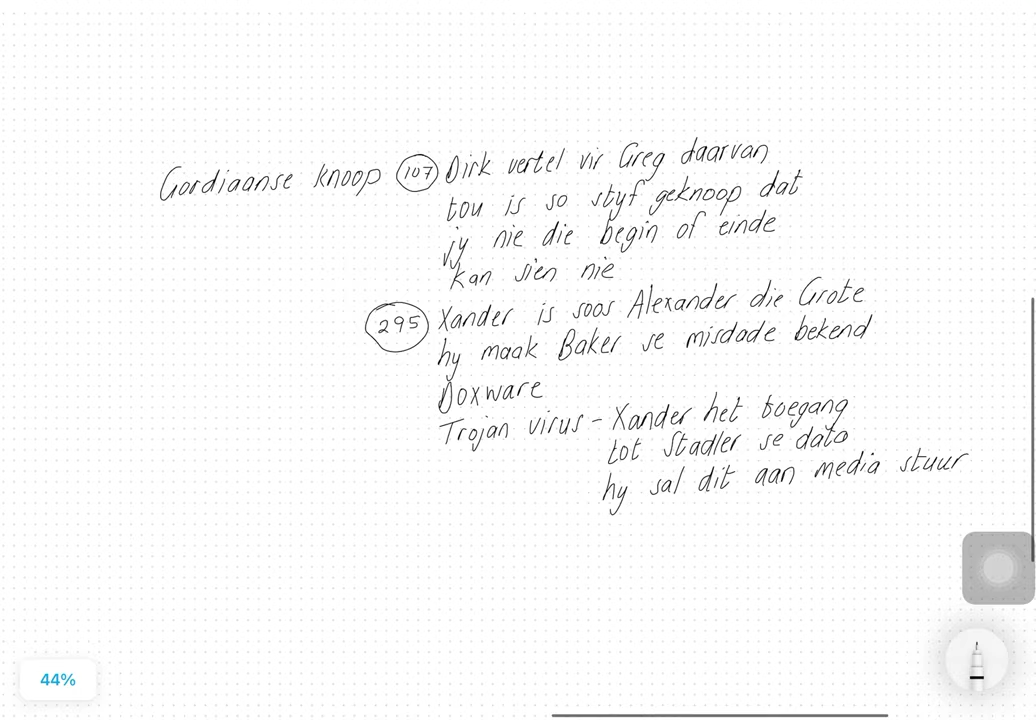 Gordiaanse knoop 107 Dirk vertel vir Greg daarvan
tou is so styf geknoop dat
jy nie die begin of einde
kan sien nie
295 Xander is soos Alexander die Grote
hy maak Baker se misdade bekend
Doxware
Trojan virus - Xander het toegang
tot Stadler se data
hy sal dit aan media stuur
44%